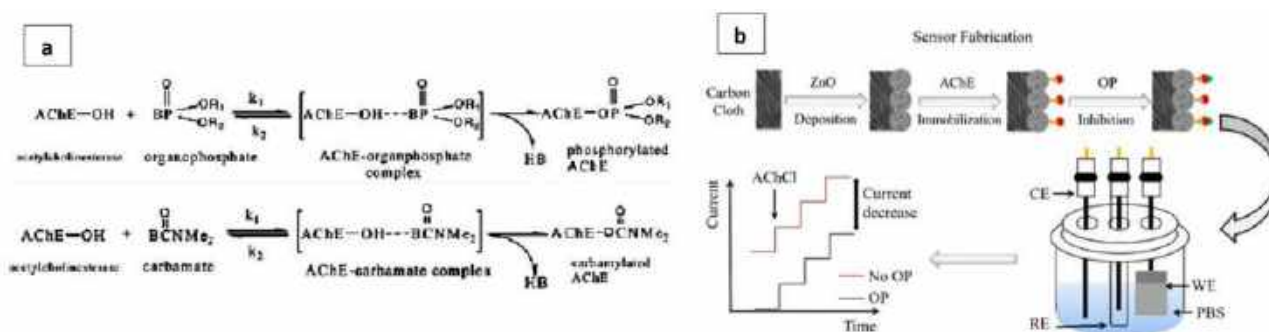 a
O
AChE-OH + BP OR1 OR2 k1 k2 [AChE-OH---BP OR1 OR2] AChE-OP OR1 OR2
acetylcholinesterase organophosphate HB phosphorylated
AChE-organphosphate AChE
complex
O
AChE-OH + BCNMe2 k1 k2 [AChE-OH---BCNMe2] AChE-OCNMe2
acetylcholinesterase carbamate HB carbamylated
AChE-carbamate complex AChE
b
Sensor Fabrication
Carbon
Cloth
ZnO
Deposition
AChE
Immobilization
OP
Inhibition
AChCl
Current
decrease
Current
No OP
OP
Time
CE
WE
PBS
RE